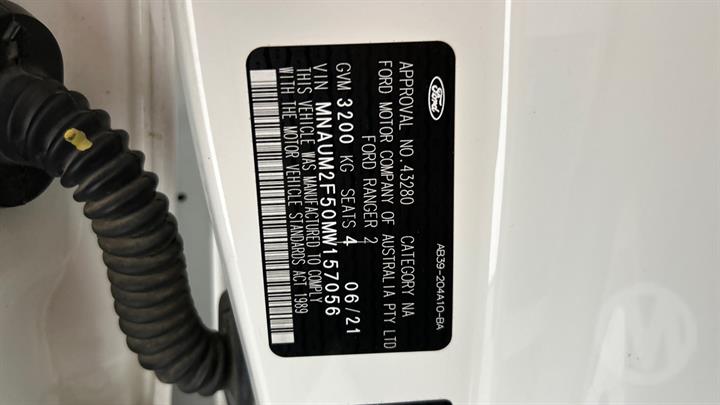 Ford
AB39-204A10-BA
APPROVAL NO. 43280 CATEGORY NA
FORD MOTOR COMPANY OF AUSTRALIA PTY LTD
FORD RANGER 2
06/21
GVM 3200 KG SEATS 4
VIN MNAUM2F50MW157056
THIS VEHICLE WAS MANUFACTURED TO COMPLY
WITH THE MOTOR VEHICLE STANDARDS ACT 1989
M